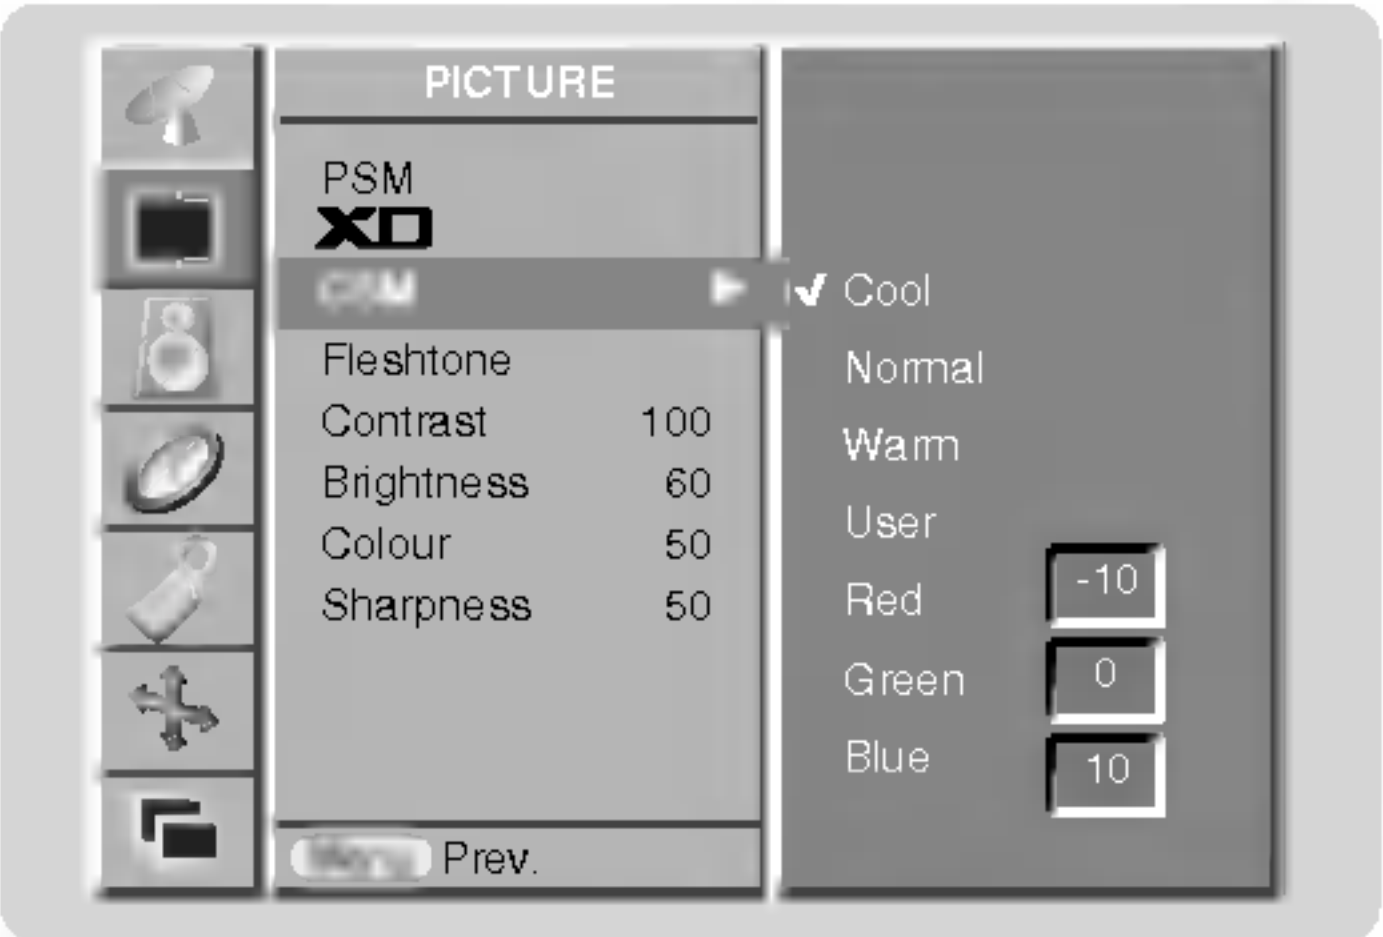 PICTURE
PSM
XD
CSM
Fleshtone
Contrast 100
Brightness 60
Colour 50
Sharpness 50
Prev.
Cool
Normal
Warm
User
Red -10
Green 0
Blue 10